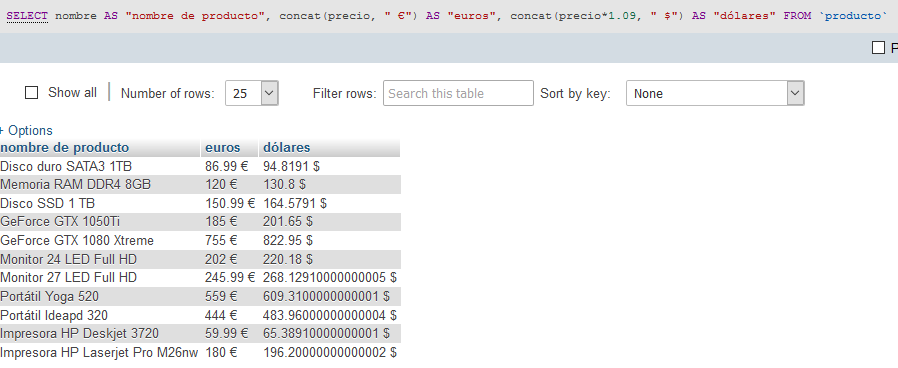 SELECT nombre AS "nombre de producto", concat(precio, " €") AS "euros", concat(precio*1.09, " $") AS "dólares" FROM `producto`
Show all Number of rows: 25 Filter rows: Search this table Sort by key: None
+ Options
nombre de producto euros dólares
Disco duro SATA3 1TB 86.99 € 94.8191 $
Memoria RAM DDR4 8GB 120 € 130.8 $
Disco SSD 1 TB 150.99 € 164.5791 $
GeForce GTX 1050Ti 185 € 201.65 $
GeForce GTX 1080 Xtreme 755 € 822.95 $
Monitor 24 LED Full HD 202 € 220.18 $
Monitor 27 LED Full HD 245.99 € 268.12910000000005 $
Portátil Yoga 520 559 € 609.3100000000001 $
Portátil Ideapd 320 444 € 483.96000000000004 $
Impresora HP Deskjet 3720 59.99 € 65.38910000000001 $
Impresora HP Laserjet Pro M26nw 180 € 196.20000000000002 $